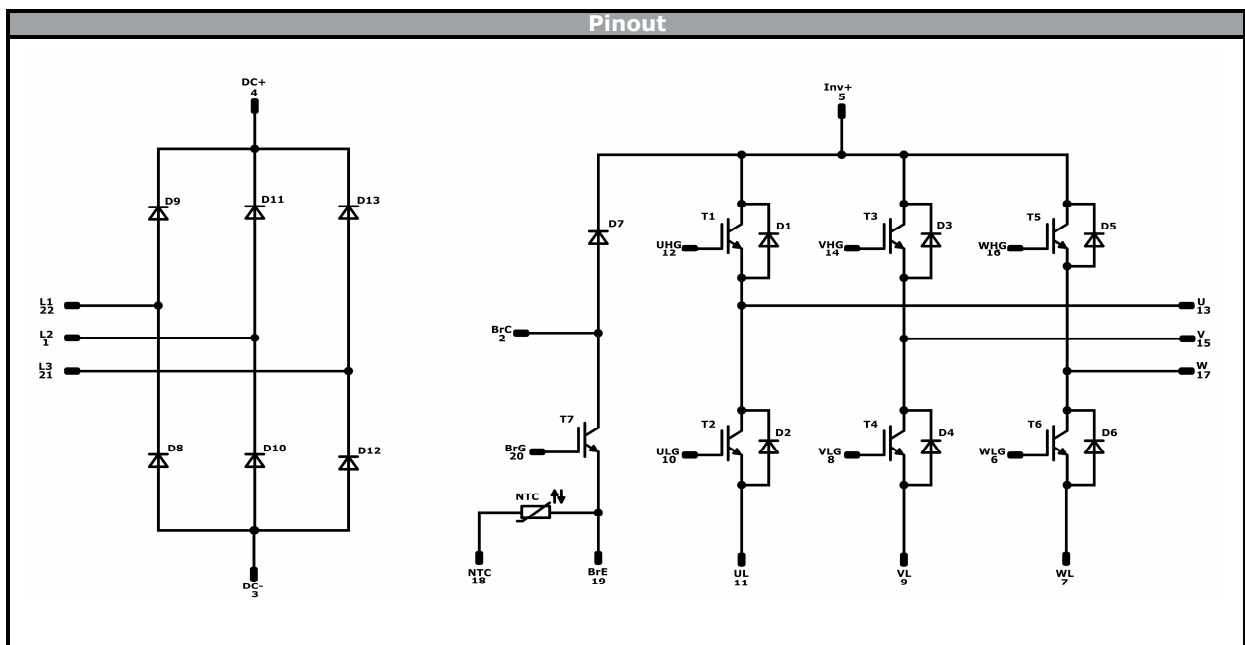 Pinout
DC+
4
Inv+
5
D9
D11
D13
D7
T1
D1
T3
D3
T5
D5
UHG
12
VHG
14
WHG
16
L1
22
L2
1
L3
21
BrC
2
U
13
V
15
W
17
D8
D10
D12
T7
BrG
20
T2
D2
T4
D4
T6
D6
ULG
10
VLG
8
WLG
6
NTC
NTC
18
BrE
19
UL
11
VL
9
WL
7
DC-
3